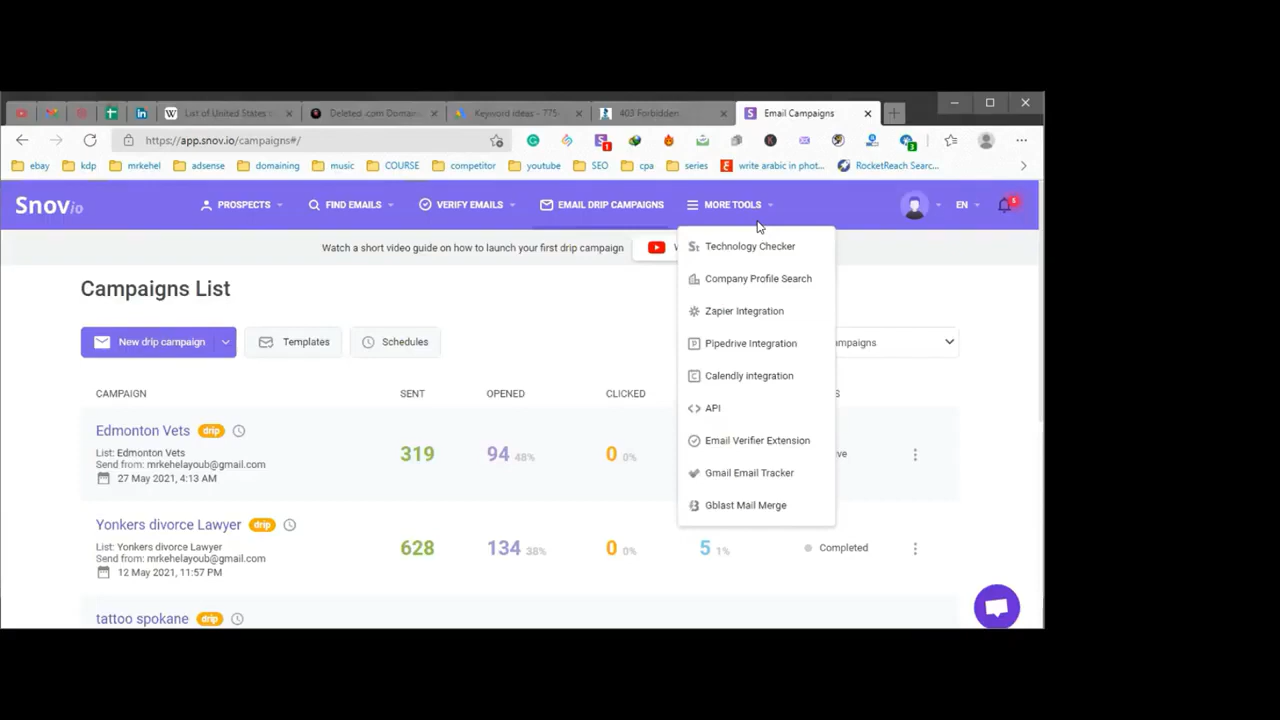 List of United States
Deleted .com Domain
Keyword ideas - 775-
403 Forbidden
S Email Campaigns
https://app.snov.io/campaigns#/
ebay kdp mrkehel adsense domaining music COURSE competitor youtube SEO cpa series write arabic in phot... RocketReach Searc...
Snovio PROSPECTS FIND EMAILS VERIFY EMAILS EMAIL DRIP CAMPAIGNS MORE TOOLS EN 5
Watch a short video guide on how to launch your first drip campaign
St Technology Checker
Company Profile Search
Zapier Integration
Pipedrive Integration
Calendly integration
API
Email Verifier Extension
Gmail Email Tracker
Gblast Mail Merge
Campaigns List
New drip campaign Templates Schedules
CAMPAIGN SENT OPENED CLICKED
Edmonton Vets drip
List: Edmonton Vets
Send from: mrkehelayoub@gmail.com
27 May 2021, 4:13 AM
319 94 48% 0 0%
Yonkers divorce Lawyer drip
List: Yonkers divorce Lawyer
Send from: mrkehelayoub@gmail.com
12 May 2021, 11:57 PM
628 134 38% 0 0% 5 1% Completed
tattoo spokane drip